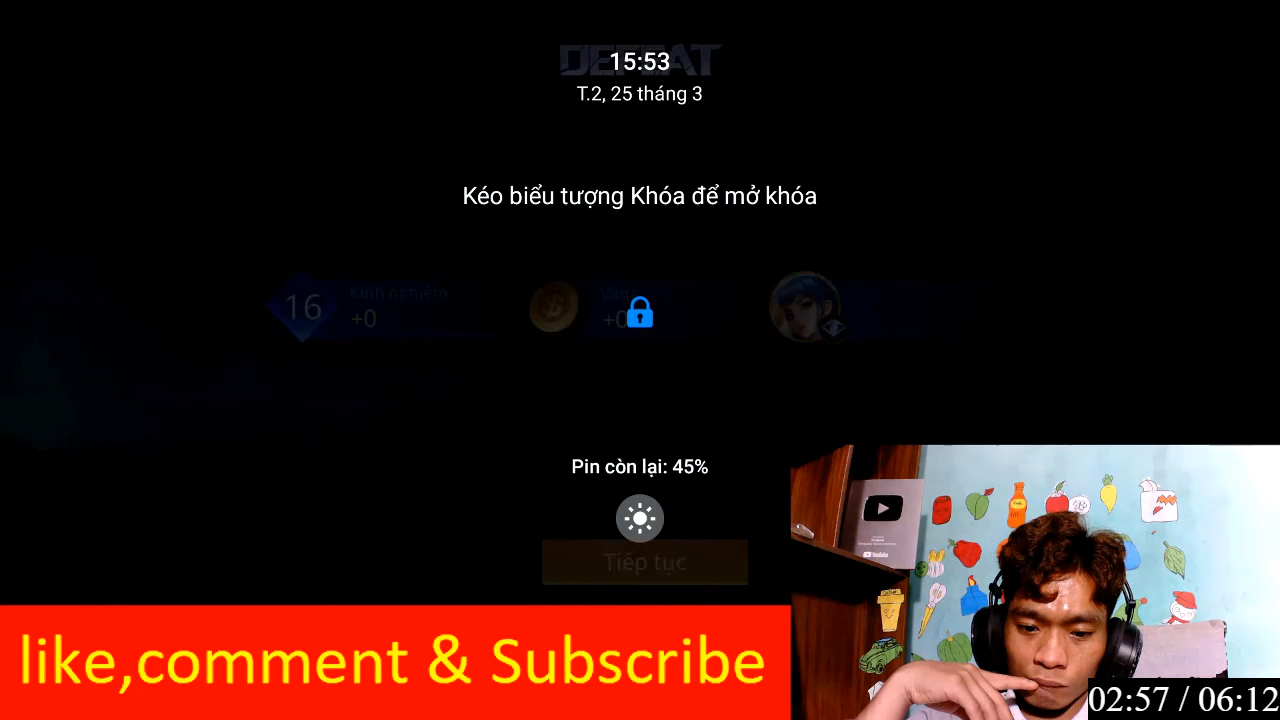 DEFEAT
15:53
T.2, 25 tháng 3
Kéo biểu tượng Khóa để mở khóa
16
Kinh nghiệm
+0
Vàng
+0
Pin còn lại: 45%
Tiếp tục
YouTube
like,comment & Subscribe
02:57 / 06:12